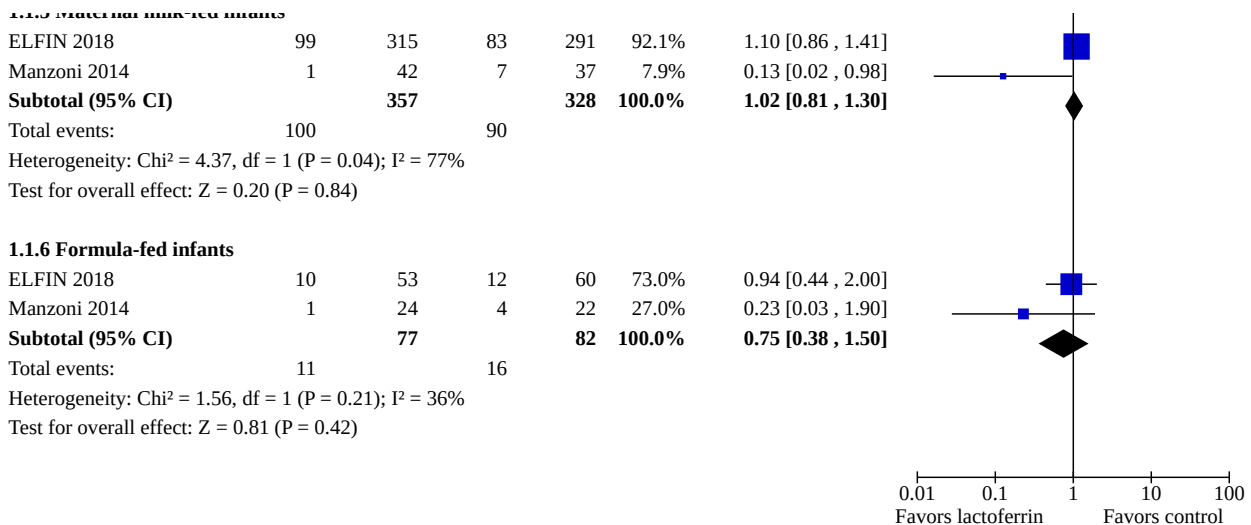 1.1.5 Maternal milk-fed infants
ELFIN 2018 99 315 83 291 92.1% 1.10 [0.86 , 1.41]
Manzoni 2014 1 42 7 37 7.9% 0.13 [0.02 , 0.98]
Subtotal (95% CI) 357 328 100.0% 1.02 [0.81 , 1.30]
Total events: 100 90
Heterogeneity: Chi² = 4.37, df = 1 (P = 0.04); I² = 77%
Test for overall effect: Z = 0.20 (P = 0.84)
1.1.6 Formula-fed infants
ELFIN 2018 10 53 12 60 73.0% 0.94 [0.44 , 2.00]
Manzoni 2014 1 24 4 22 27.0% 0.23 [0.03 , 1.90]
Subtotal (95% CI) 77 82 100.0% 0.75 [0.38 , 1.50]
Total events: 11 16
Heterogeneity: Chi² = 1.56, df = 1 (P = 0.21); I² = 36%
Test for overall effect: Z = 0.81 (P = 0.42)
0.01 0.1 1 10 100
Favors lactoferrin Favors control